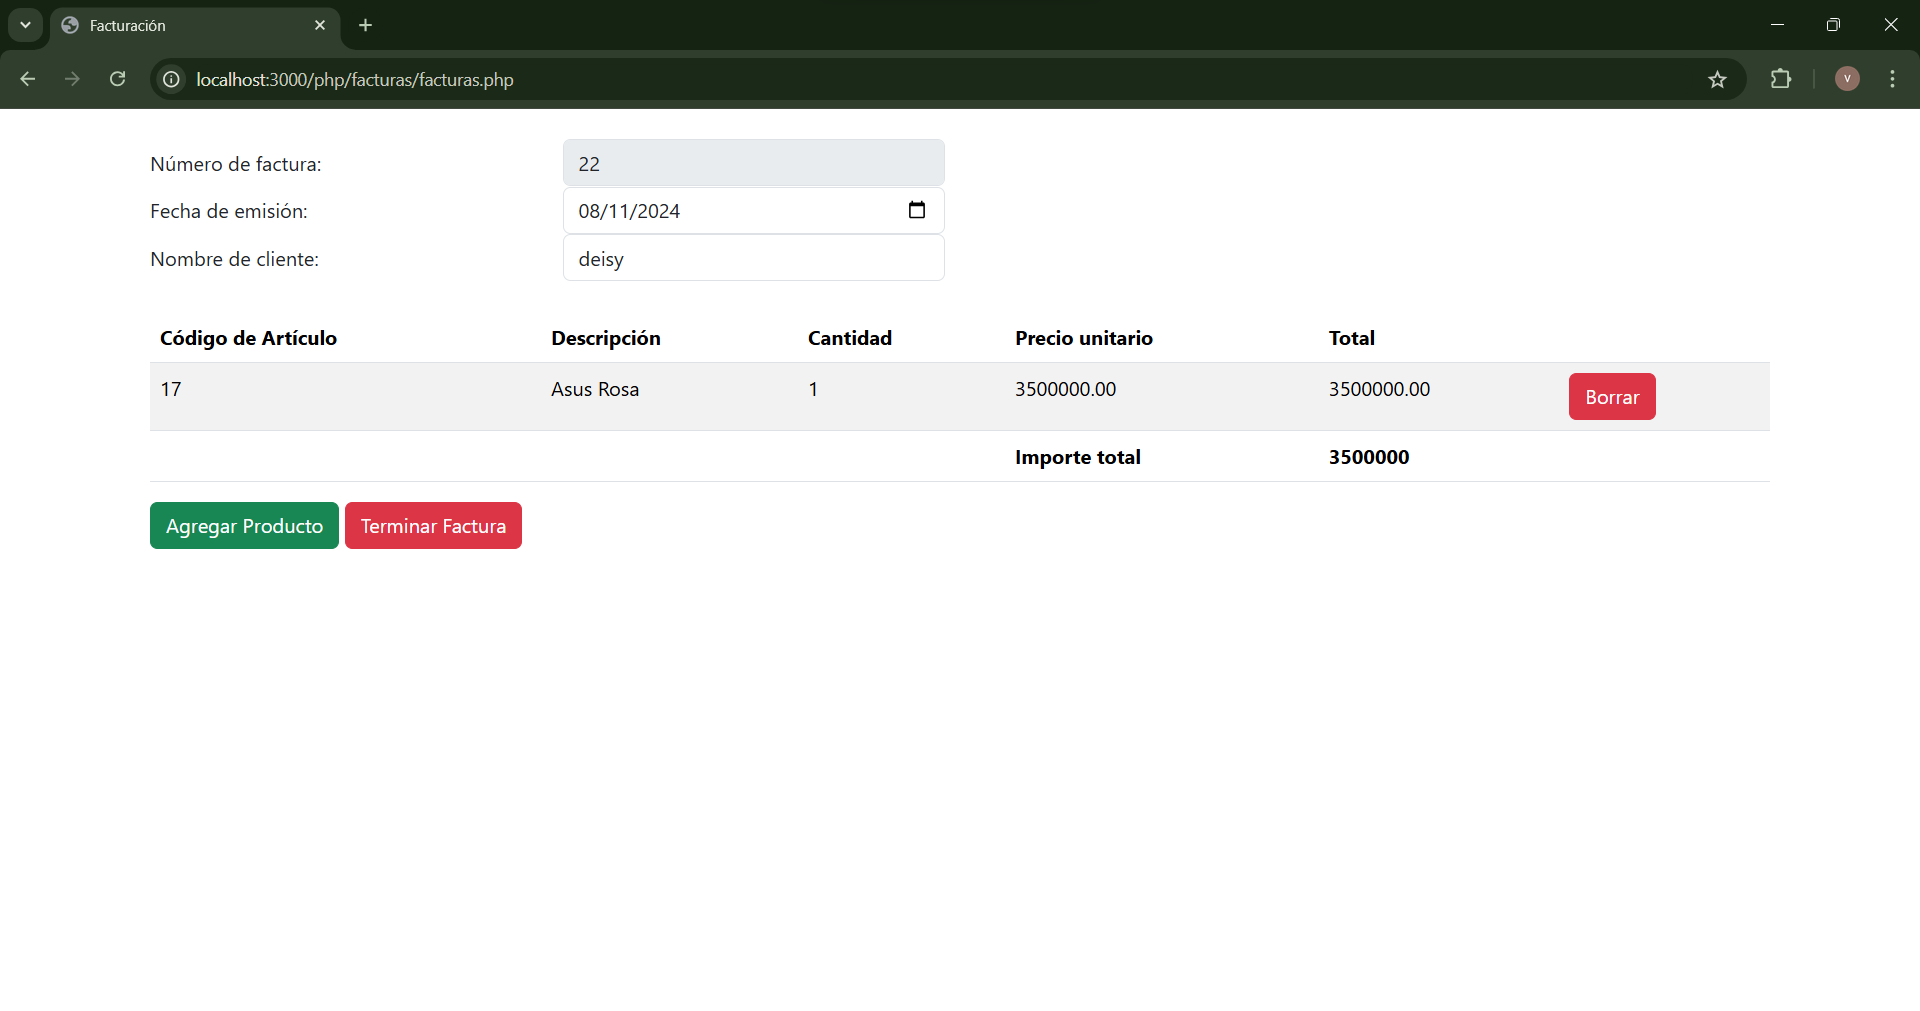 Facturación
localhost:3000/php/facturas/facturas.php
V
Número de factura: 22
Fecha de emisión: 08/11/2024
Nombre de cliente: deisy
Código de Artículo Descripción Cantidad Precio unitario Total
17 Asus Rosa 1 3500000.00 3500000.00 Borrar
Importe total 3500000
Agregar Producto Terminar Factura